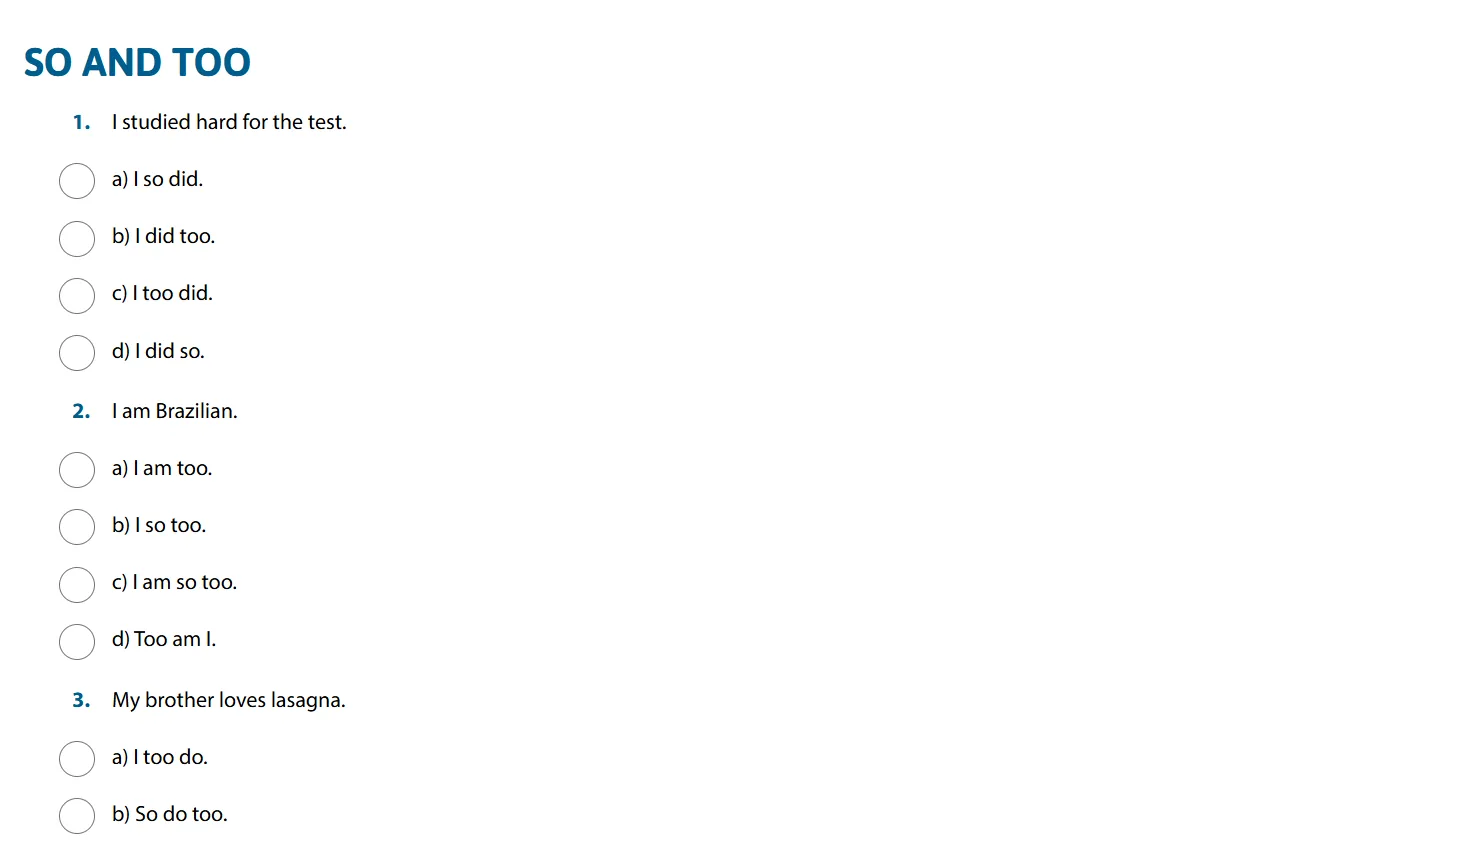 SO AND TOO
1. I studied hard for the test.
a) I so did.
b) I did too.
c) I too did.
d) I did so.
2. I am Brazilian.
a) I am too.
b) I so too.
c) I am so too.
d) Too am I.
3. My brother loves lasagna.
a) I too do.
b) So do too.